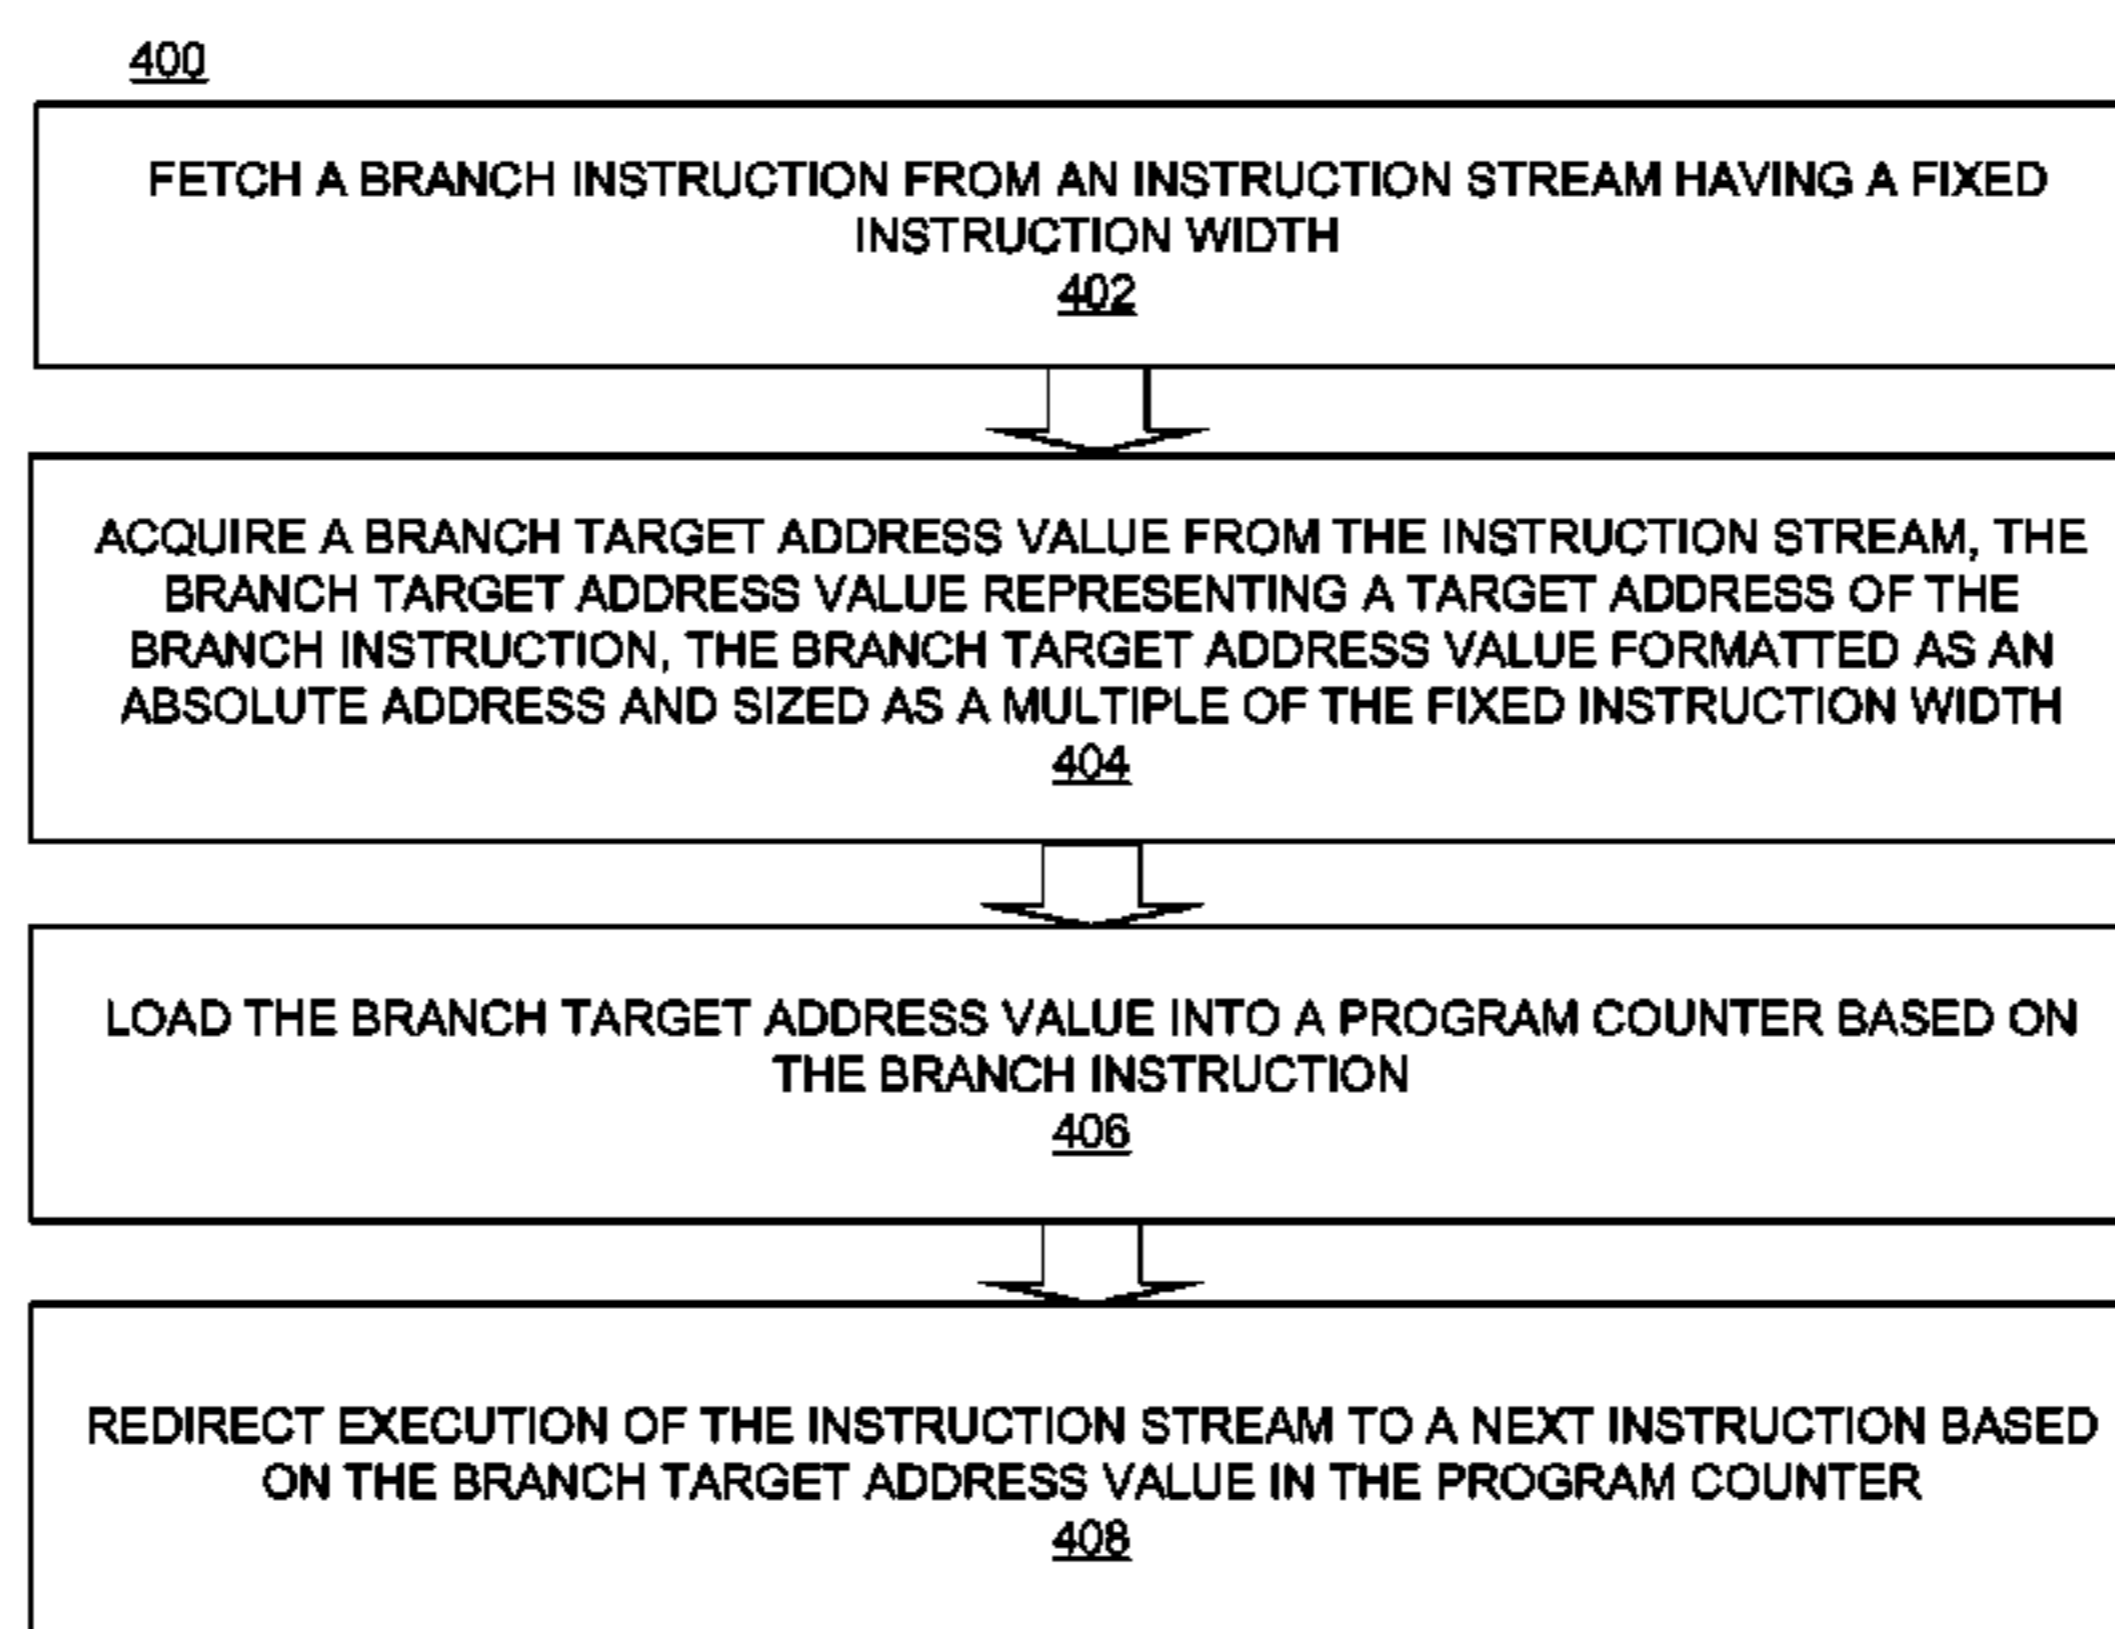 400
FETCH A BRANCH INSTRUCTION FROM AN INSTRUCTION STREAM HAVING A FIXED
INSTRUCTION WIDTH
402
ACQUIRE A BRANCH TARGET ADDRESS VALUE FROM THE INSTRUCTION STREAM, THE
BRANCH TARGET ADDRESS VALUE REPRESENTING A TARGET ADDRESS OF THE
BRANCH INSTRUCTION, THE BRANCH TARGET ADDRESS VALUE FORMATTED AS AN
ABSOLUTE ADDRESS AND SIZED AS A MULTIPLE OF THE FIXED INSTRUCTION WIDTH
404
LOAD THE BRANCH TARGET ADDRESS VALUE INTO A PROGRAM COUNTER BASED ON
THE BRANCH INSTRUCTION
406
REDIRECT EXECUTION OF THE INSTRUCTION STREAM TO A NEXT INSTRUCTION BASED
ON THE BRANCH TARGET ADDRESS VALUE IN THE PROGRAM COUNTER
408